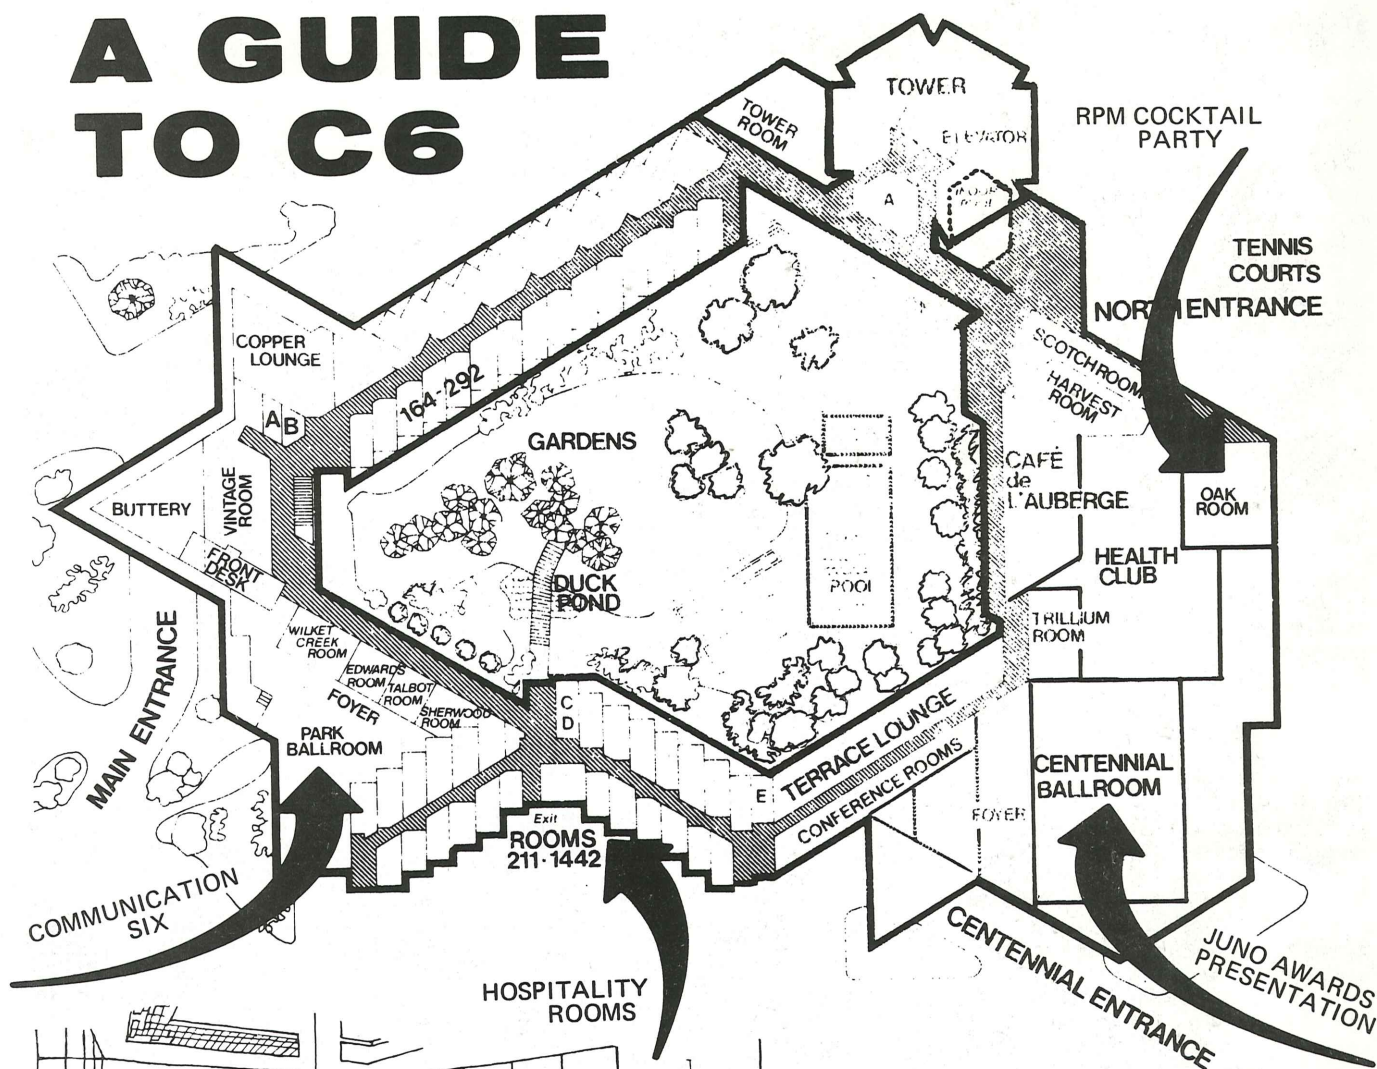 A GUIDE
TO C6
TOWER
TOWER
ROOM
ELEVATOR
A
RPM COCKTAIL
PARTY
TENNIS
COURTS
NORTH ENTRANCE
COPPER
LOUNGE
SCOTCH ROOM
HARVEST
ROOM
164-292
A B
GARDENS
CAFÉ
de
L'AUBERGE
OAK
ROOM
BUTTERY
VINTAGE
ROOM
FRONT
DESK
HEALTH
CLUB
DUCK
POND
POOL
TRILLIUM
ROOM
WILKET
CREEK
ROOM
EDWARDS
ROOM
TALBOT
ROOM
SHERWOOD
ROOM
FOYER
PARK
BALLROOM
MAIN ENTRANCE
C
D
E
TERRACE LOUNGE
CONFERENCE ROOMS
CENTENNIAL
BALLROOM
FOYER
Exit
ROOMS
211-1442
COMMUNICATION
SIX
HOSPITALITY
ROOMS
CENTENNIAL ENTRANCE
JUNO AWARDS
PRESENTATION